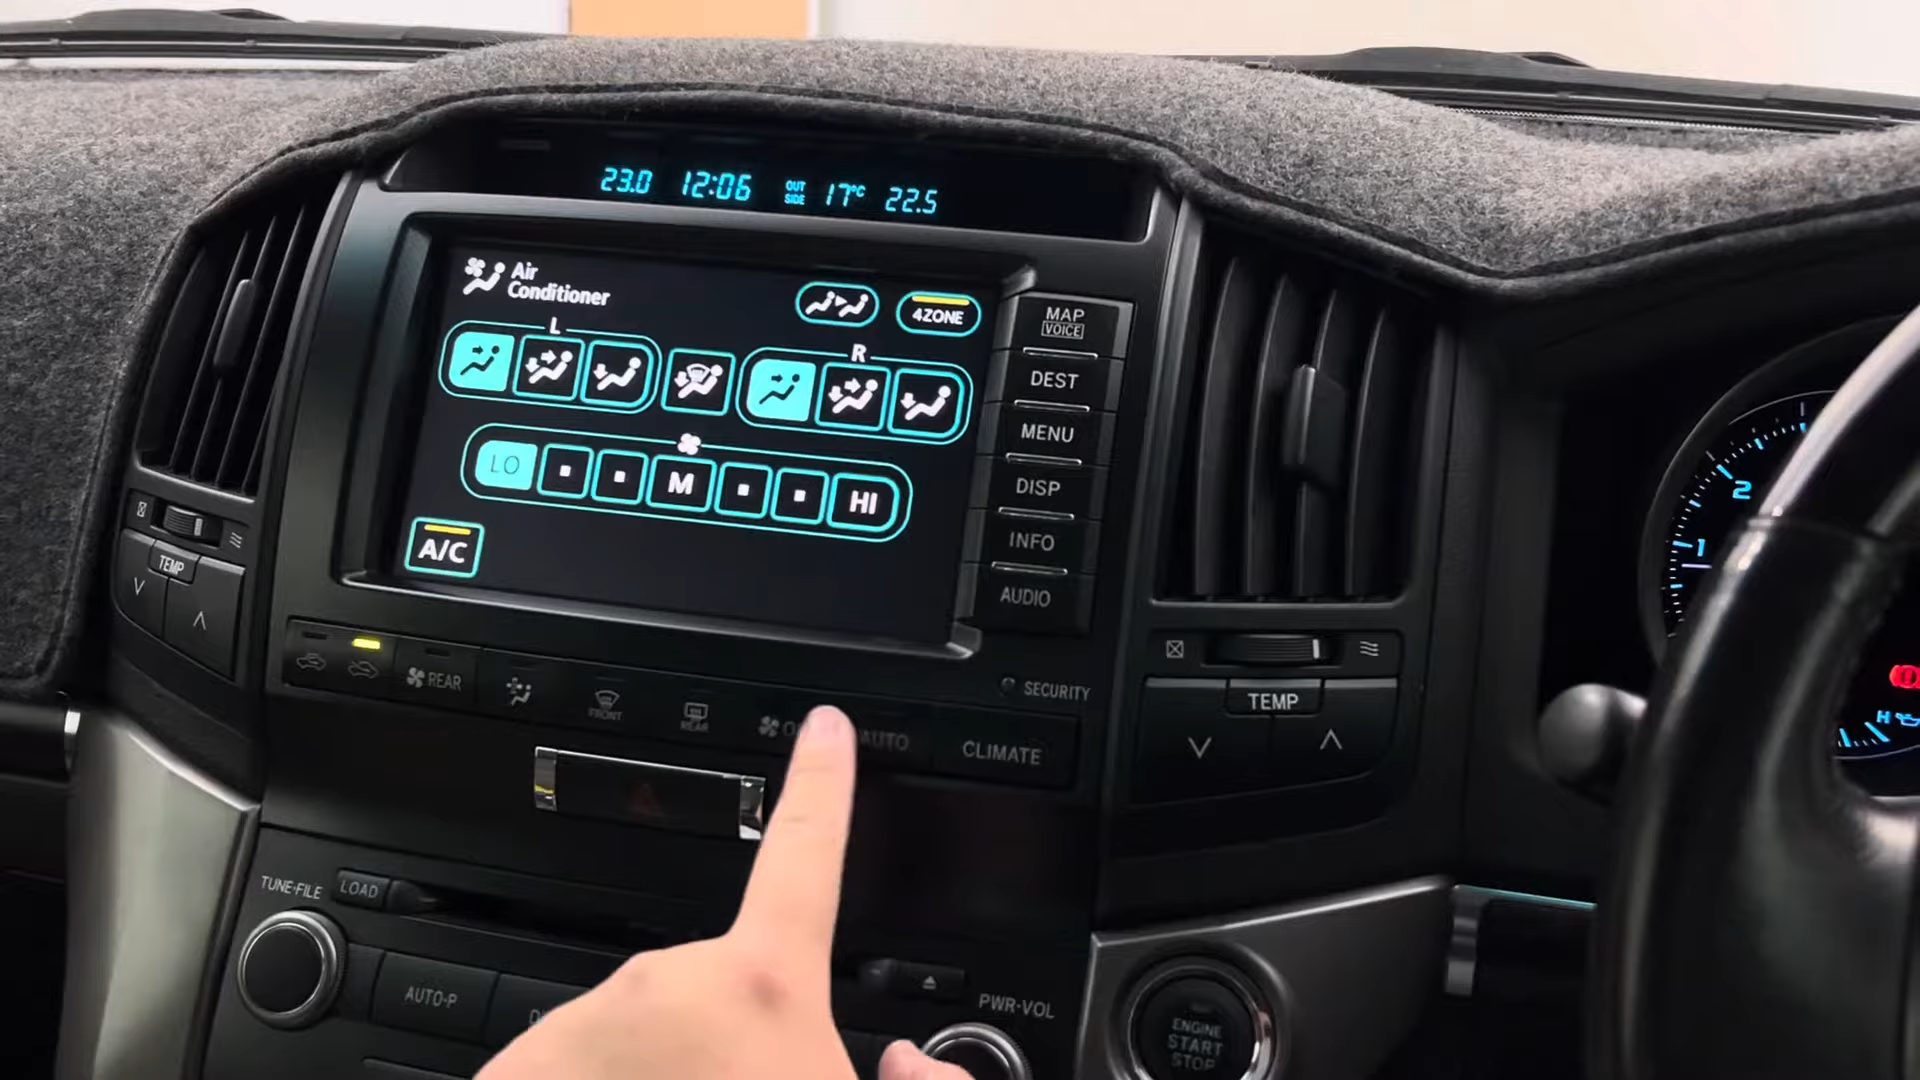 23.0 12:06 OUT SIDE 17°C 22.5
Air
Conditioner
4ZONE
L
R
LO M HI
A/C
MAP
VOICE
DEST
MENU
DISP
INFO
AUDIO
TEMP
REAR
FRONT
REAR
AUTO
CLIMATE
SECURITY
TEMP
2
1
H
TUNE·FILE
LOAD
AUTO-P
PWR·VOL
ENGINE
START
STOP